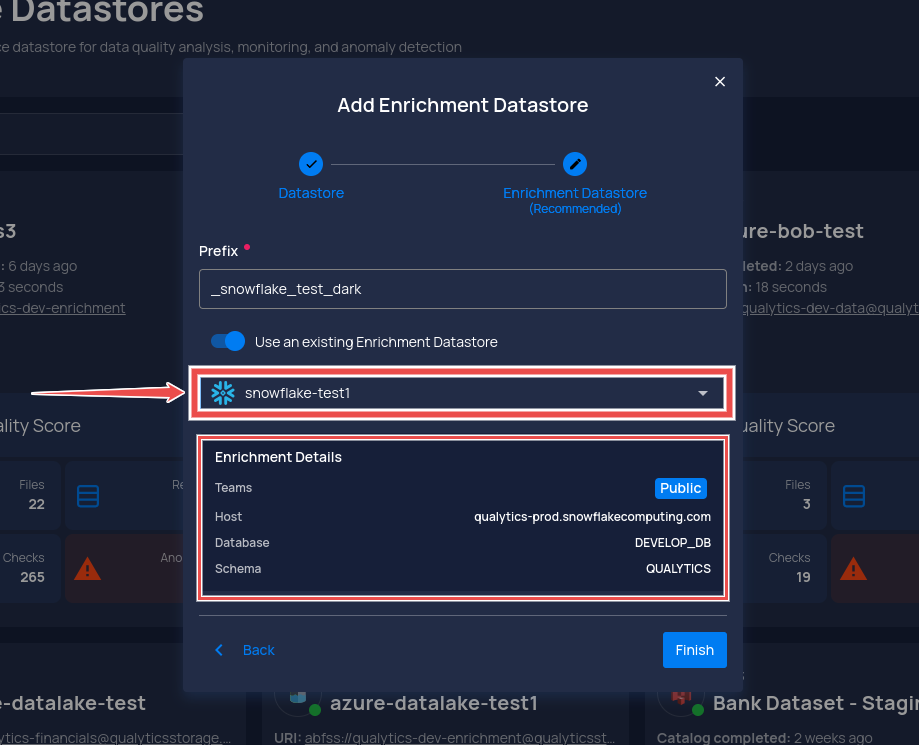 Datastores
datastore for data quality analysis, monitoring, and anomaly detection
Add Enrichment Datastore
Datastore
Enrichment Datastore
(Recommended)
Prefix
_snowflake_test_dark
Use an existing Enrichment Datastore
snowflake-test1
Enrichment Details
Teams
Public
Host
qualytics-prod.snowflakecomputing.com
Database
DEVELOP_DB
Schema
QUALYTICS
Back
Finish
s3
: 6 days ago
3 seconds
cs-dev-enrichment
ality Score
Files
22
Re
Checks
265
Ano
ure-bob-test
leted: 2 days ago
n: 18 seconds
qualytics-dev-data@qualyt
uality Score
Files
3
Checks
19
e-datalake-test
ytics-financials@qualyticsstorage....
azure-datalake-test1
URI: abfss://qualytics-dev-enrichment@qualyticsst...
Bank Dataset - Stagin
Catalog completed: 2 weeks ago